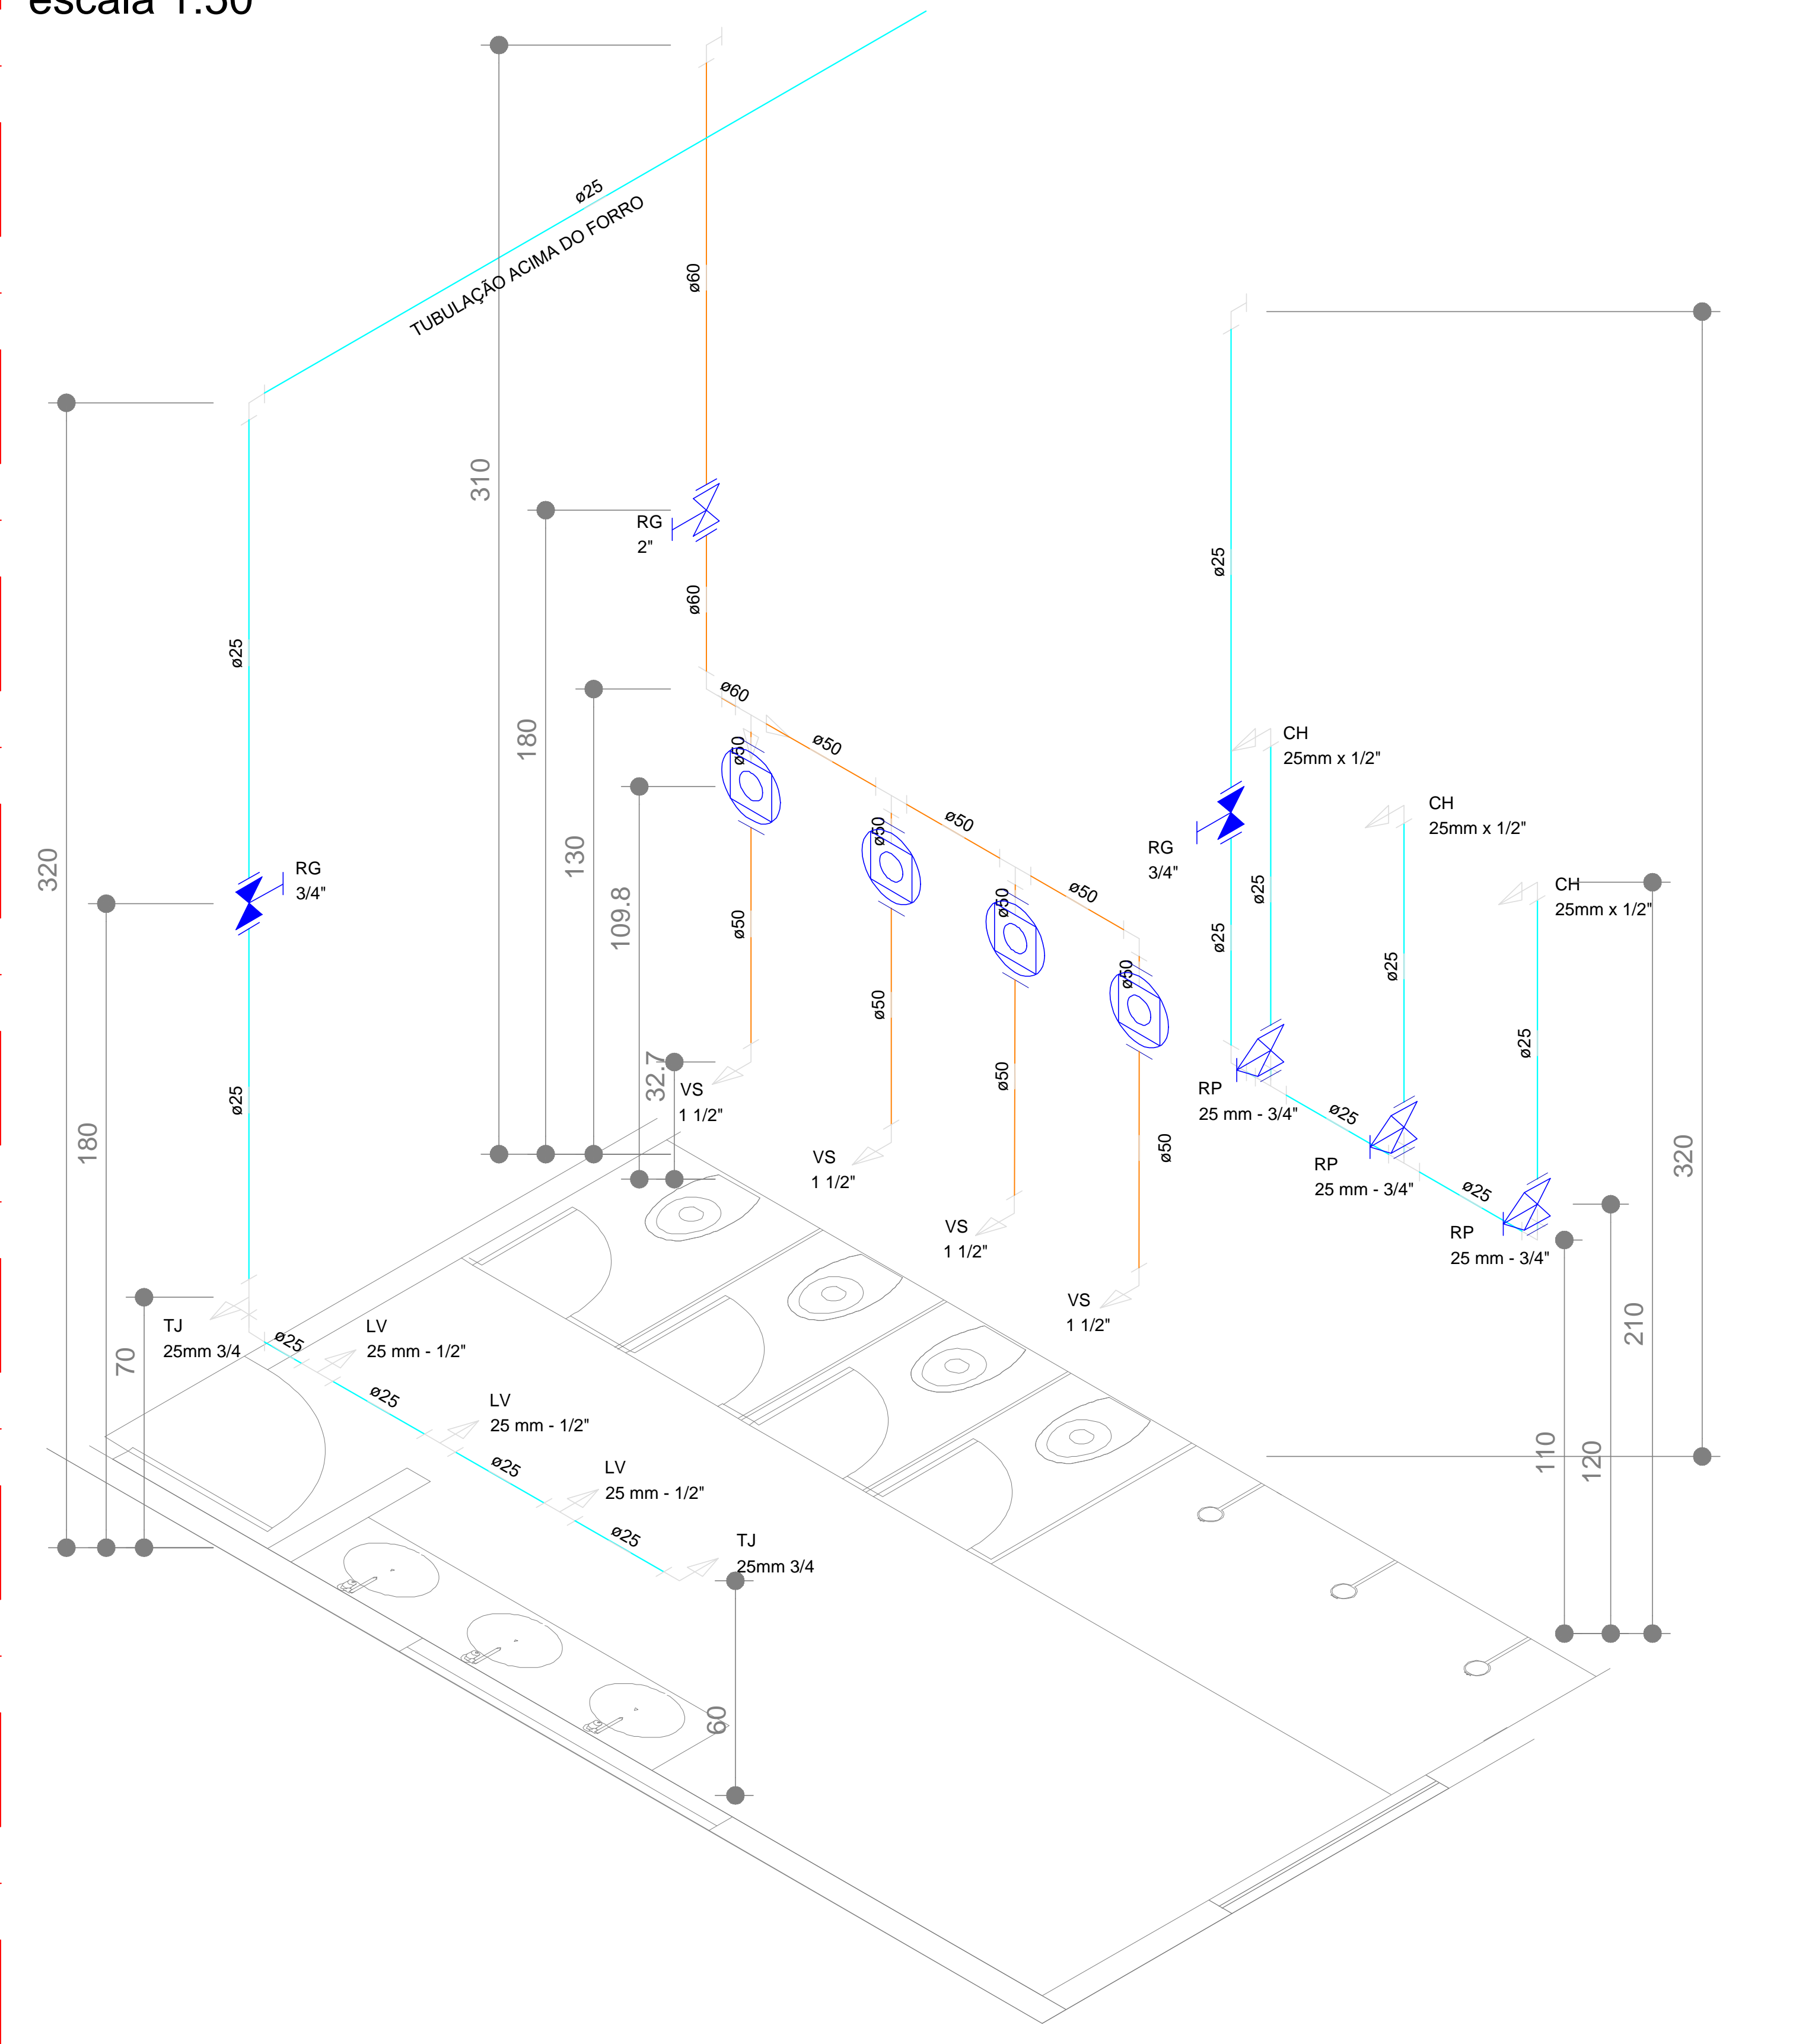 escala 1:50
ø25
TUBULAÇÃO ACIMA DO FORRO
ø60
310
RG
2"
180
ø60
ø60
130
ø50
ø50
ø50
ø50
ø50
ø50
ø50
ø50
ø50
ø50
ø50
109.8
32.7
VS
1 1/2"
VS
1 1/2"
VS
1 1/2"
VS
1 1/2"
ø25
320
RG
3/4"
180
ø25
70
TJ
25mm 3/4
ø25
LV
25 mm - 1/2"
ø25
LV
25 mm - 1/2"
ø25
LV
25 mm - 1/2"
ø25
TJ
25mm 3/4
60
ø25
CH
25mm x 1/2"
CH
25mm x 1/2"
CH
25mm x 1/2"
RG
3/4"
ø25
ø25
ø25
ø25
RP
25 mm - 3/4"
ø25
RP
25 mm - 3/4"
ø25
RP
25 mm - 3/4"
320
210
110
120